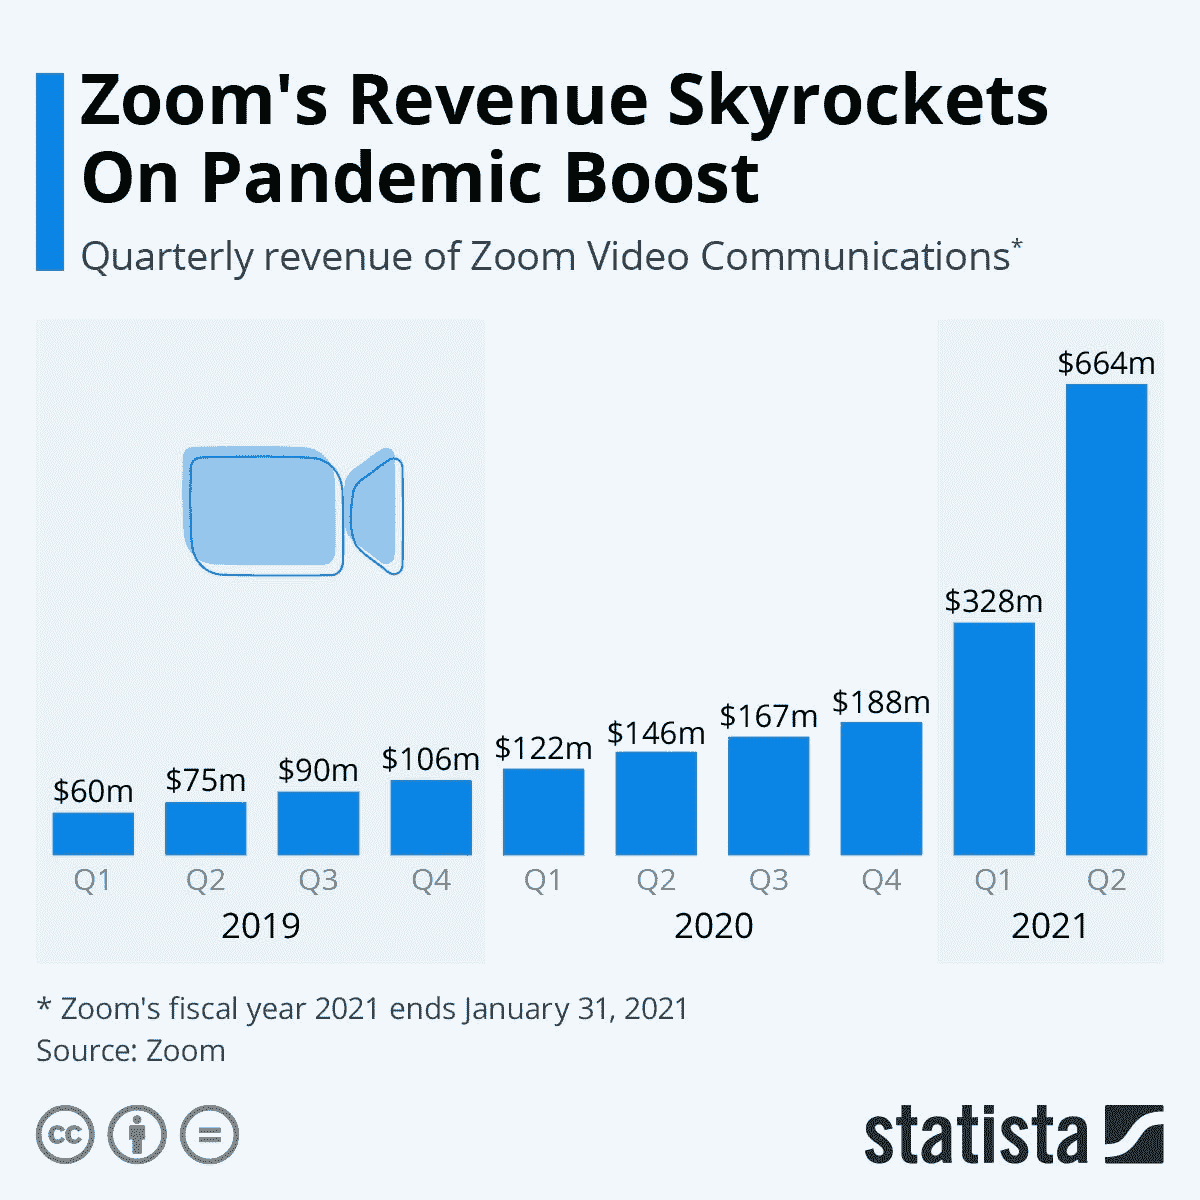 Zoom's Revenue Skyrockets
On Pandemic Boost
Quarterly revenue of Zoom Video Communications*
$60m
$75m
$90m
$106m
$122m
$146m
$167m
$188m
$328m
$664m
Q1 Q2 Q3 Q4 Q1 Q2 Q3 Q4 Q1 Q2
2019 2020 2021
* Zoom's fiscal year 2021 ends January 31, 2021
Source: Zoom
cc
statista